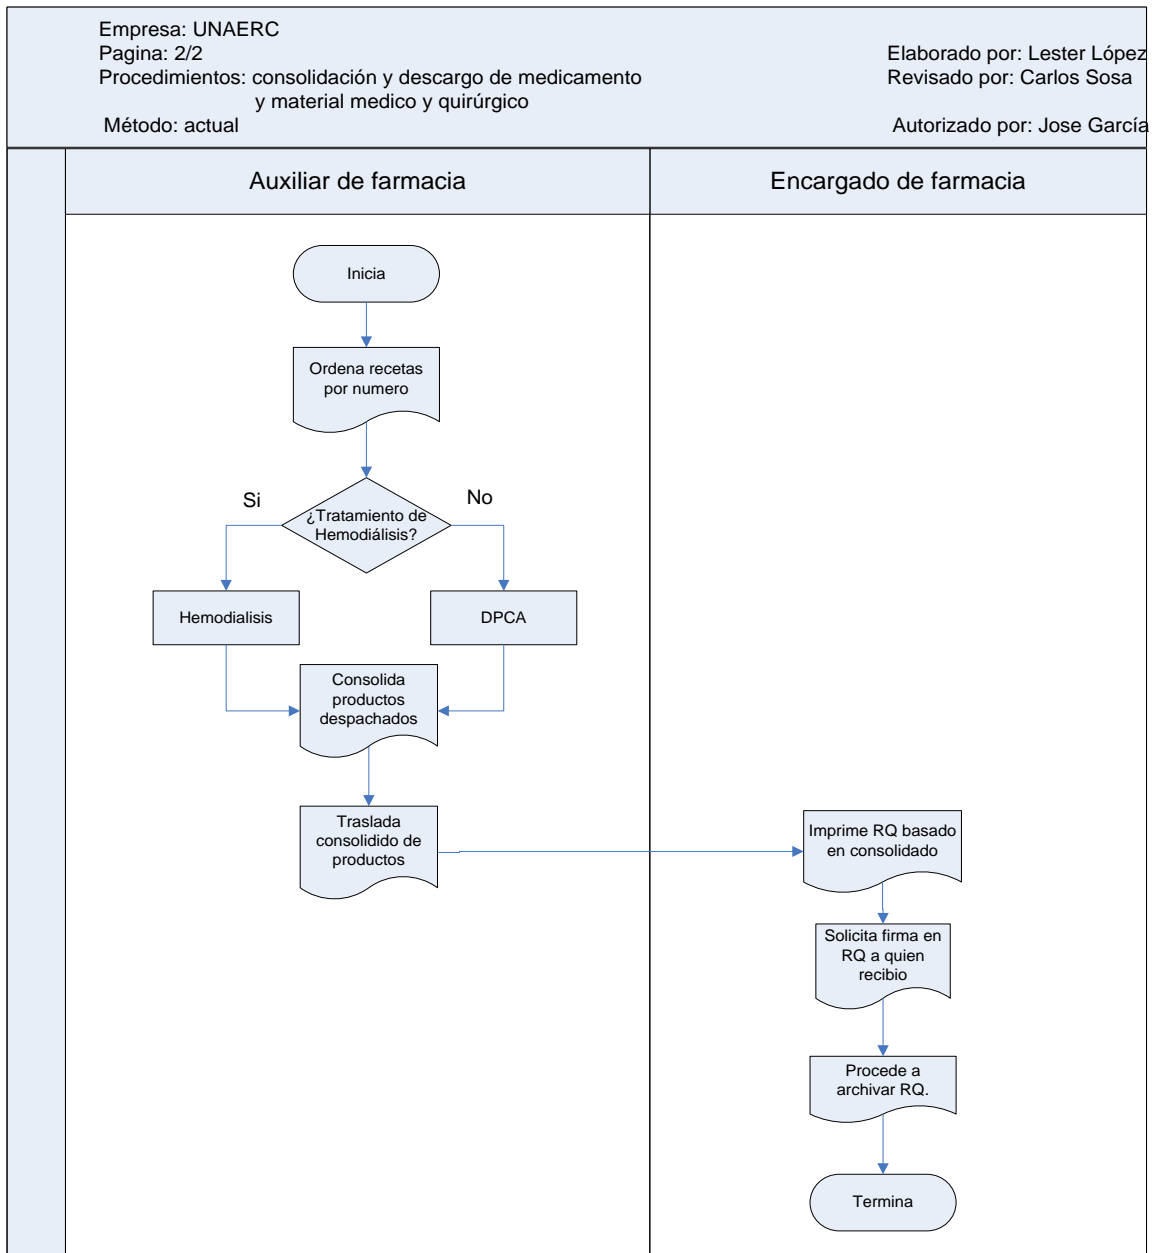 Empresa: UNAERC
Pagina: 2/2
Procedimientos: consolidación y descargo de medicamento
y material medico y quirúrgico
Método: actual
Elaborado por: Lester López
Revisado por: Carlos Sosa
Autorizado por: Jose García
Auxiliar de farmacia
Encargado de farmacia
Inicia
Ordena recetas
por numero
¿Tratamiento de
Hemodiálisis?
Si
No
Hemodialisis
DPCA
Consolida
productos
despachados
Traslada
consolidido de
productos
Imprime RQ basado
en consolidado
Solicita firma en
RQ a quien
recibio
Procede a
archivar RQ.
Termina